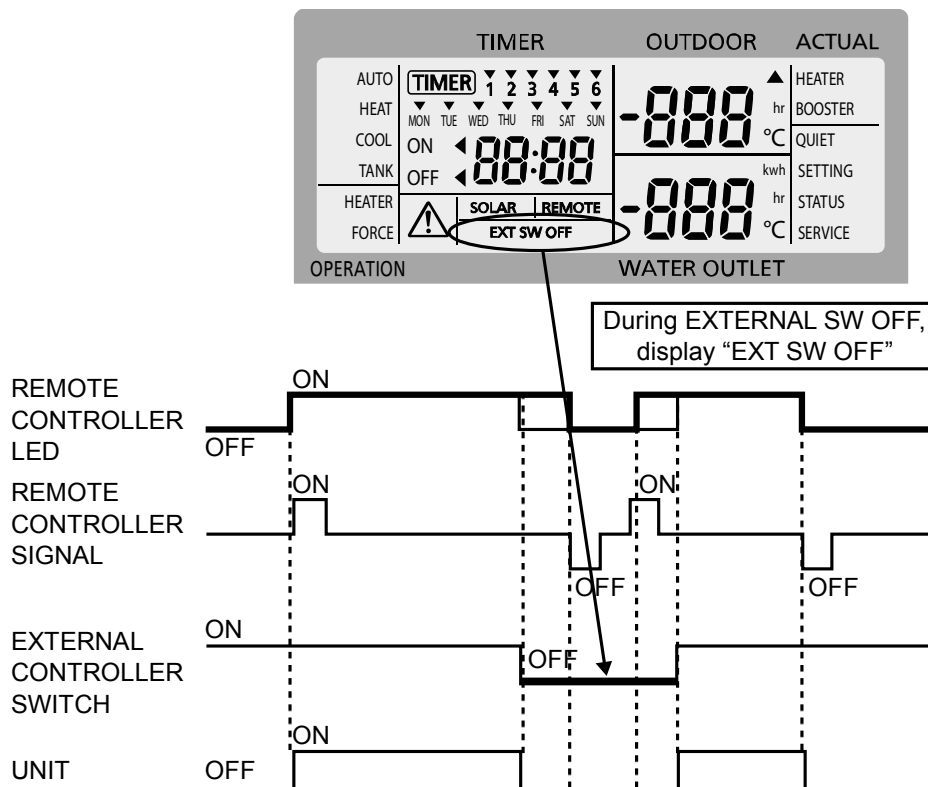 TIMER OUTDOOR ACTUAL
AUTO TIMER 1 2 3 4 5 6 -888 HEATER
HEAT MON TUE WED THU FRI SAT SUN hr BOOSTER
COOL ON 88:88 °C QUIET
TANK OFF kwh SETTING
HEATER SOLAR REMOTE -888 hr STATUS
FORCE EXT SW OFF °C SERVICE
OPERATION WATER OUTLET
During EXTERNAL SW OFF,
display “EXT SW OFF”
REMOTE ON
CONTROLLER
LED OFF
REMOTE ON ON
CONTROLLER
SIGNAL
OFF OFF
EXTERNAL ON
CONTROLLER OFF
SWITCH
ON
UNIT OFF